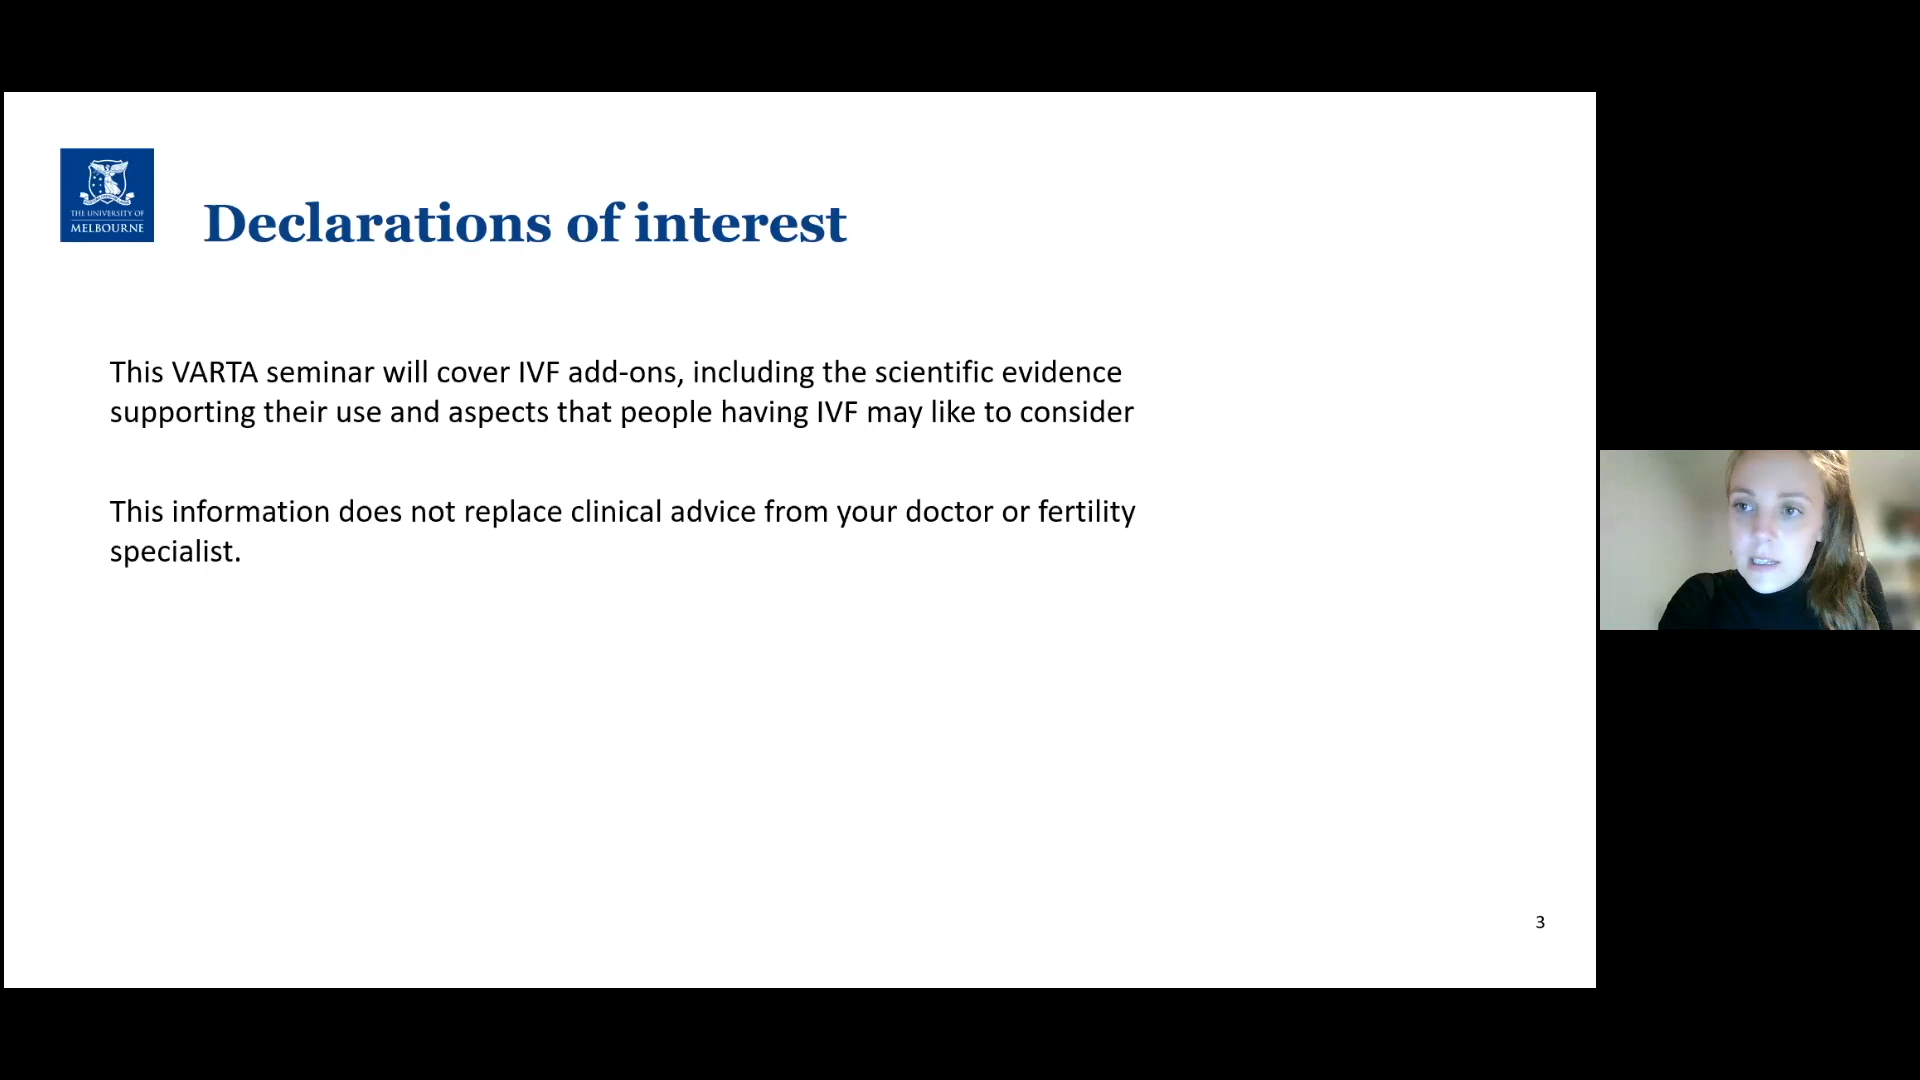 THE UNIVERSITY OF
MELBOURNE
Declarations of interest
This VARTA seminar will cover IVF add-ons, including the scientific evidence
supporting their use and aspects that people having IVF may like to consider
This information does not replace clinical advice from your doctor or fertility
specialist.
3